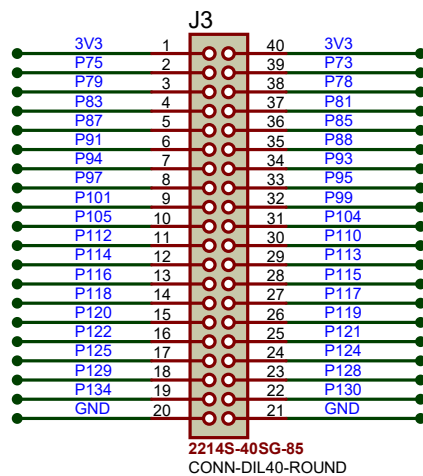 J3
3V3 1 40 3V3
P75 2 39 P73
P79 3 38 P78
P83 4 37 P81
P87 5 36 P85
P91 6 35 P88
P94 7 34 P93
P97 8 33 P95
P101 9 32 P99
P105 10 31 P104
P112 11 30 P110
P114 12 29 P113
P116 13 28 P115
P118 14 27 P117
P120 15 26 P119
P122 16 25 P121
P125 17 24 P124
P129 18 23 P128
P134 19 22 P130
GND 20 21 GND
2214S-40SG-85
CONN-DIL40-ROUND